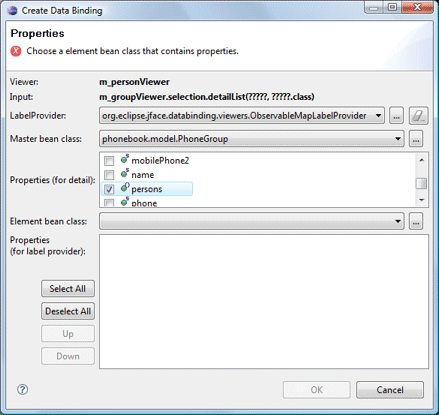 Create Data Binding
Properties
Choose a element bean class that contains properties.
Viewer: m_personViewer
Input: m_groupViewer.selection.detailList(?????, ?????.class)
LabelProvider: org.eclipse.jface.databinding.viewers.ObservableMapLabelProvider ...
Master bean class: phonebook.model.PhoneGroup ...
mobilePhone2
name
Properties (for detail): persons
phone
Element bean class: ...
Properties
(for label provider):
Select All
Deselect All
Up
Down
? OK Cancel